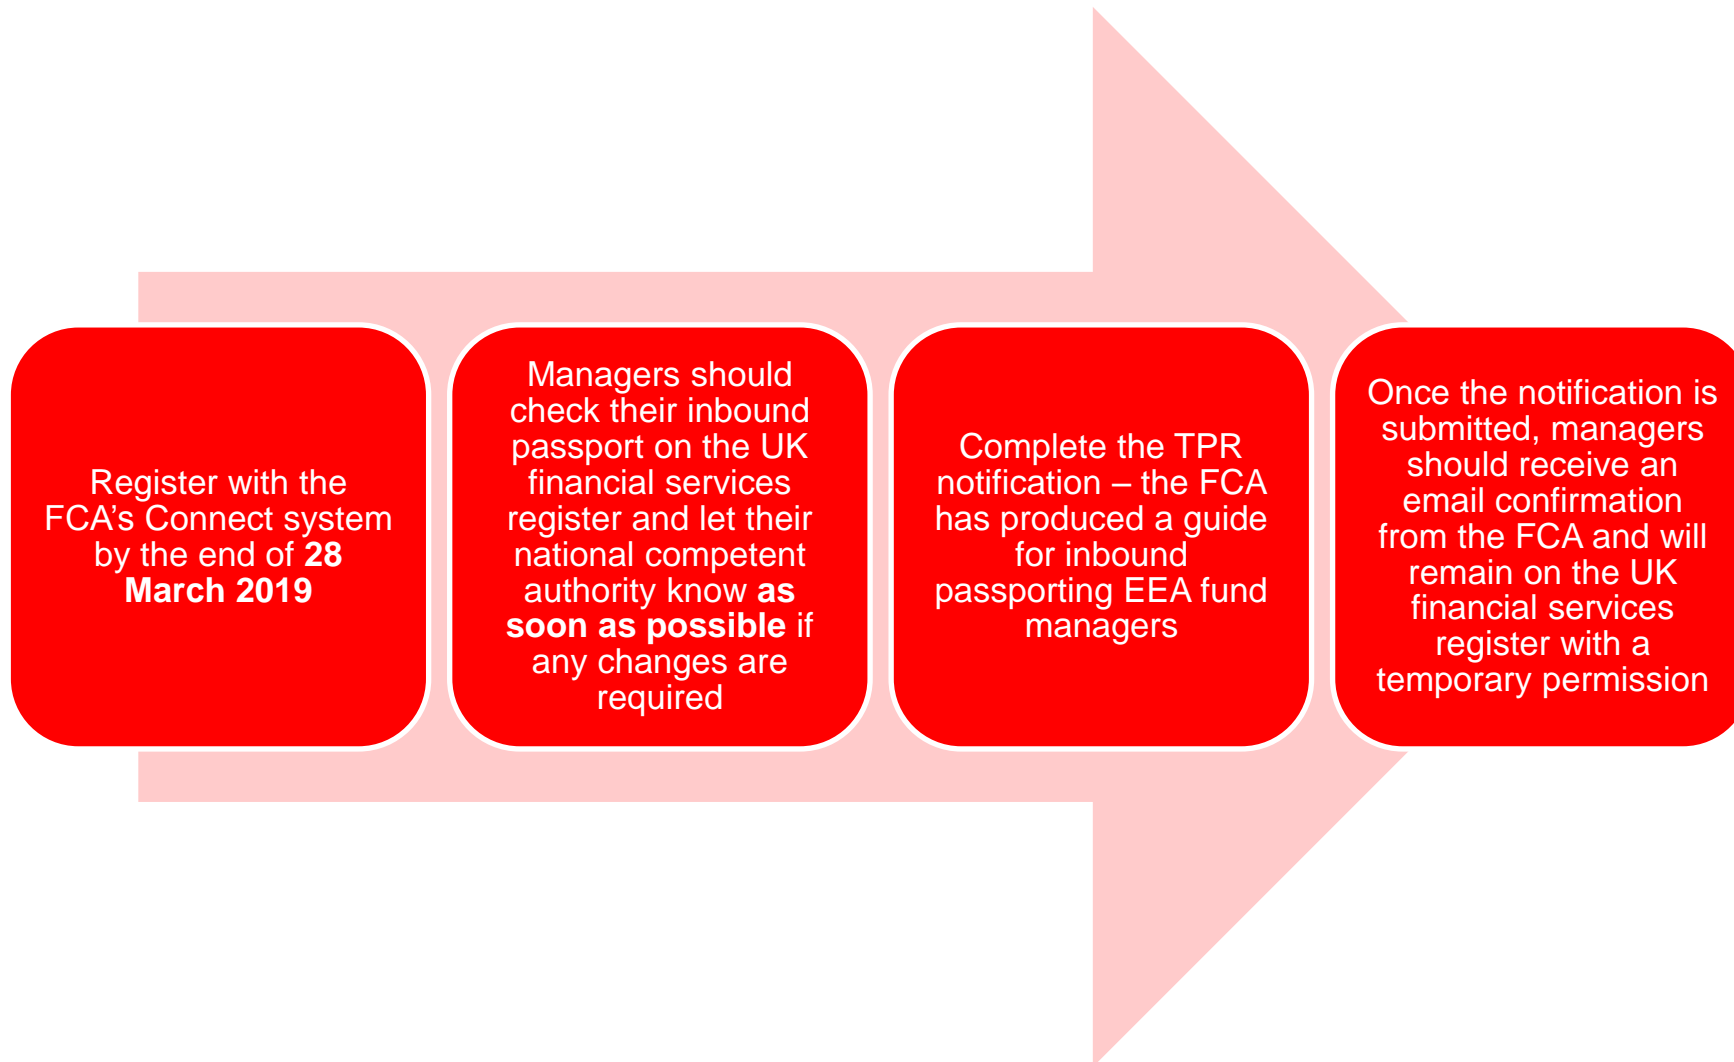 Register with the
FCA’s Connect system
by the end of 28
March 2019
Managers should
check their inbound
passport on the UK
financial services
register and let their
national competent
authority know as
soon as possible if
any changes are
required
Complete the TPR
notification – the FCA
has produced a guide
for inbound
passporting EEA fund
managers
Once the notification is
submitted, managers
should receive an
email confirmation
from the FCA and will
remain on the UK
financial services
register with a
temporary permission